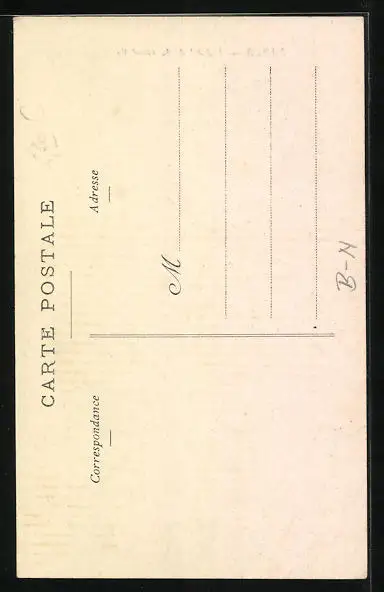 CARTE POSTALE
Correspondance
Adresse
M
B-N